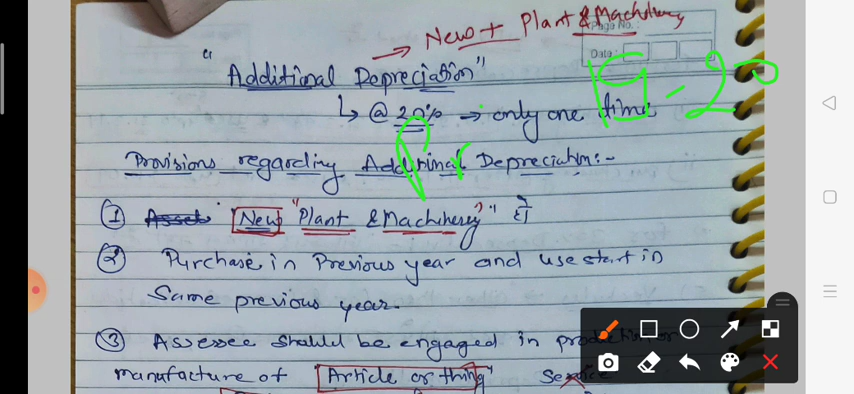 → New + Plant & Machinery
Page No.
Date:
"Additional Depreciation"
↳ @ 20% → only one time
Provisions regarding Additional Depreciation:-
① Asset New "Plant & Machinery" हो
② Purchase in Previous year and use start in
Same previous year.
③ Assessee should be engaged in
manufacture of "Article or thing" Service